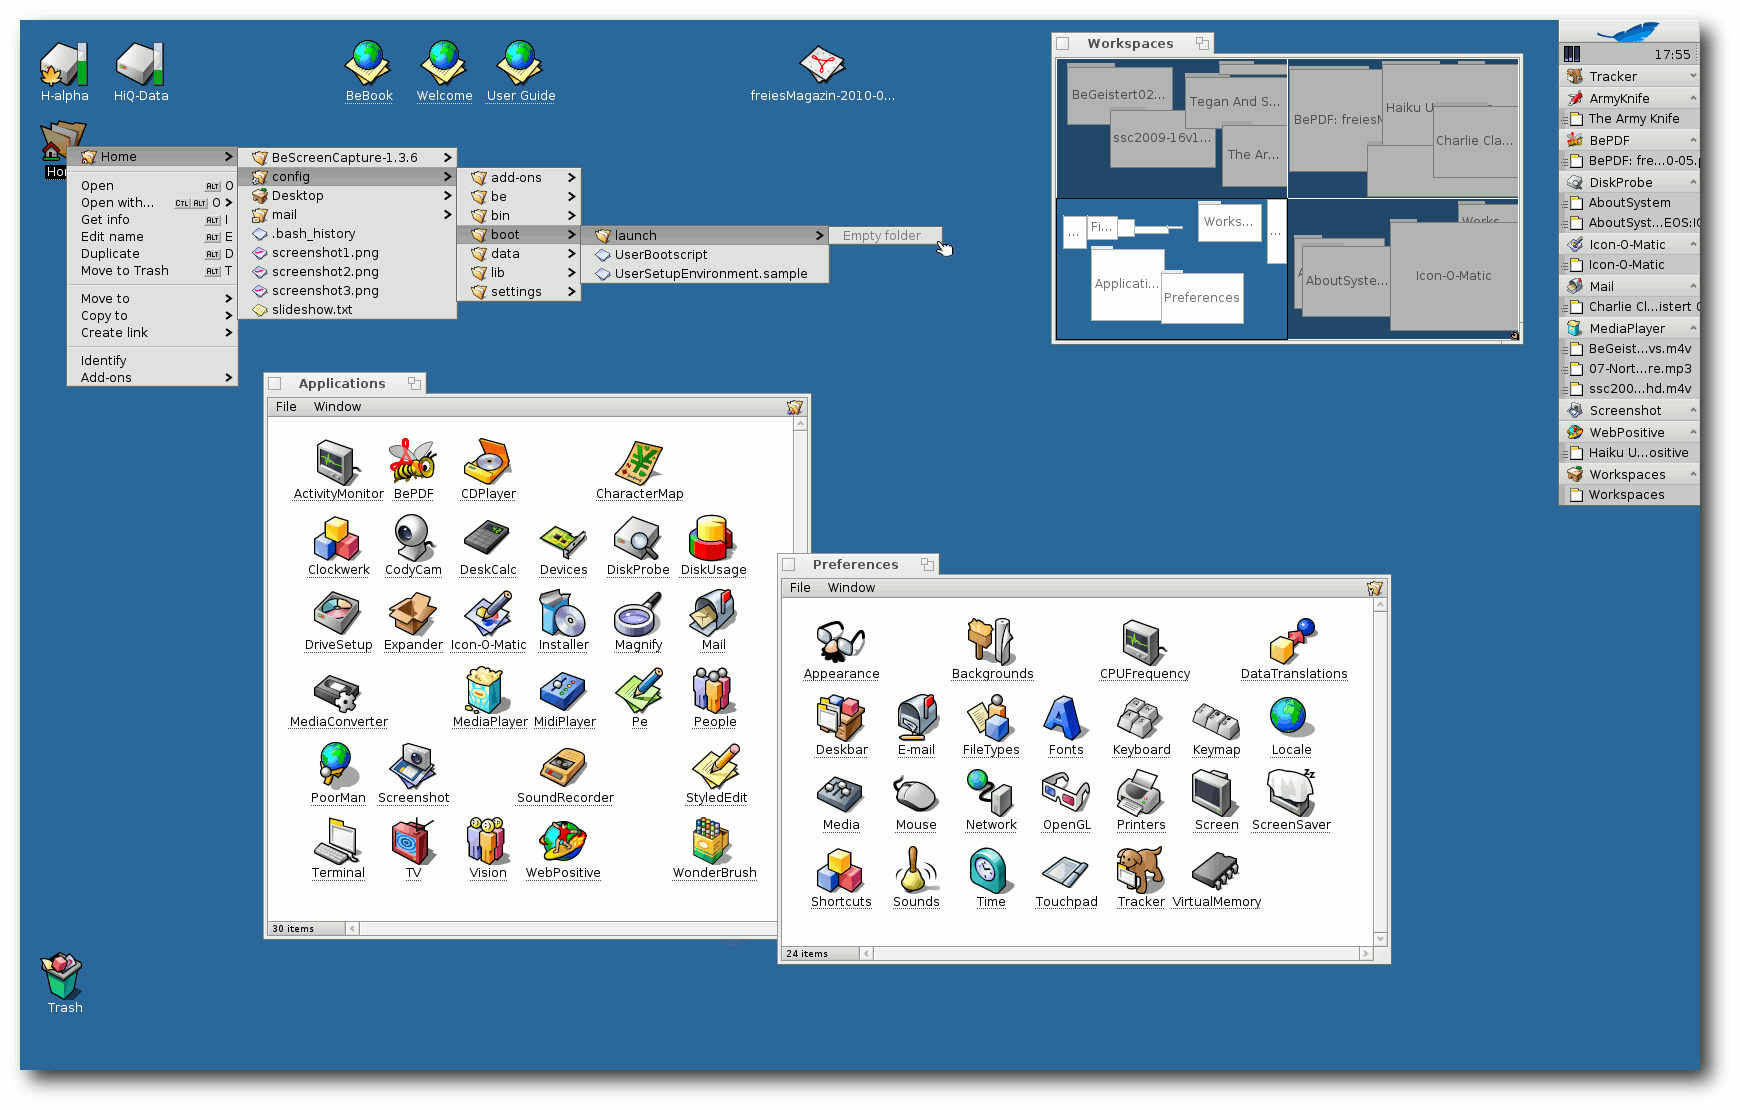 H-alpha
HiQ-Data
BeBook
Welcome
User Guide
freiesMagazin-2010-0...
Home
Open ALT O
Open with... CTL ALT O
Get info ALT I
Edit name ALT E
Duplicate ALT D
Move to Trash ALT T
Move to
Copy to
Create link
Identify
Add-ons
BeScreenCapture-1.3.6
config
Desktop
mail
.bash_history
screenshot1.png
screenshot2.png
screenshot3.png
slideshow.txt
add-ons
be
bin
boot
data
lib
settings
launch
UserBootscript
UserSetupEnvironment.sample
Empty folder
Workspaces
BeGeistert02...
Tegan And S...
ssc2009-16v1...
The Ar...
BePDF: freiesM
Haiku U
Charlie Cla...
...
Fi...
Works...
...
Applicati...
Preferences
Works
AboutSyste...
Icon-O-Matic
17:55
Tracker
ArmyKnife
The Army Knife
BePDF
BePDF: fre...0-05.p
DiskProbe
AboutSystem
AboutSyst...EOS:IC
Icon-O-Matic
Icon-O-Matic
Mail
Charlie Cl...istert 0
MediaPlayer
BeGeist...vs.m4v
07-Nort...re.mp3
ssc200...hd.m4v
Screenshot
WebPositive
Haiku U...ositive
Workspaces
Workspaces
Applications
File Window
ActivityMonitor BePDF CDPlayer CharacterMap
Clockwerk CodyCam DeskCalc Devices DiskProbe DiskUsage
DriveSetup Expander Icon-O-Matic Installer Magnify Mail
MediaConverter MediaPlayer MidiPlayer Pe People
PoorMan Screenshot SoundRecorder StyledEdit
Terminal TV Vision WebPositive WonderBrush
30 items
Preferences
File Window
Appearance Backgrounds CPUFrequency DataTranslations
Deskbar E-mail FileTypes Fonts Keyboard Keymap Locale
Media Mouse Network OpenGL Printers Screen ScreenSaver
Shortcuts Sounds Time Touchpad Tracker VirtualMemory
24 items
Trash